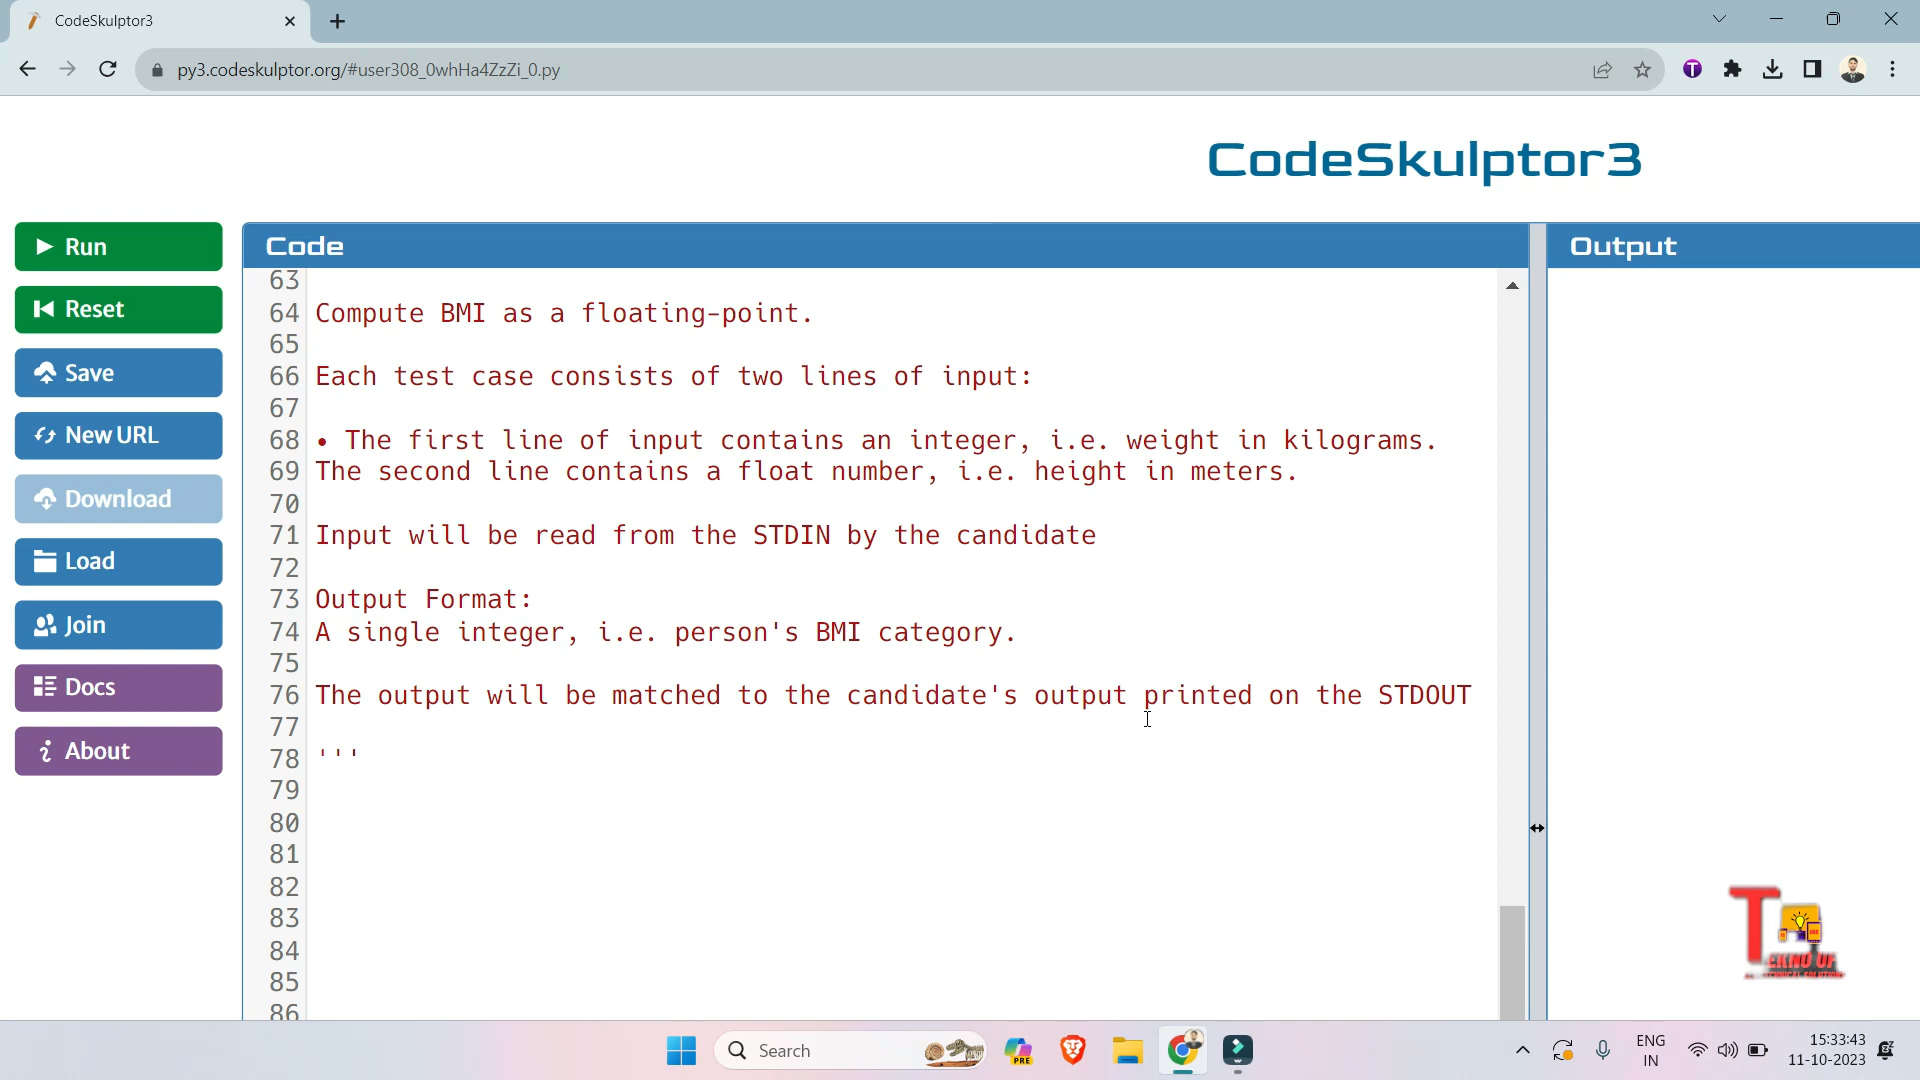 CodeSkulptor3
py3.codeskulptor.org/#user308_0whHa4ZzZi_0.py
CodeSkulptor3
Run
Reset
Save
New URL
Download
Load
Join
Docs
About
Code
63
64 Compute BMI as a floating-point.
65
66 Each test case consists of two lines of input:
67
68 • The first line of input contains an integer, i.e. weight in kilograms.
69 The second line contains a float number, i.e. height in meters.
70
71 Input will be read from the STDIN by the candidate
72
73 Output Format:
74 A single integer, i.e. person's BMI category.
75
76 The output will be matched to the candidate's output printed on the STDOUT
77
78 '''
79
80
81
82
83
84
85
86
Output
Search
PRE
ENG
IN
15:33:43
11-10-2023